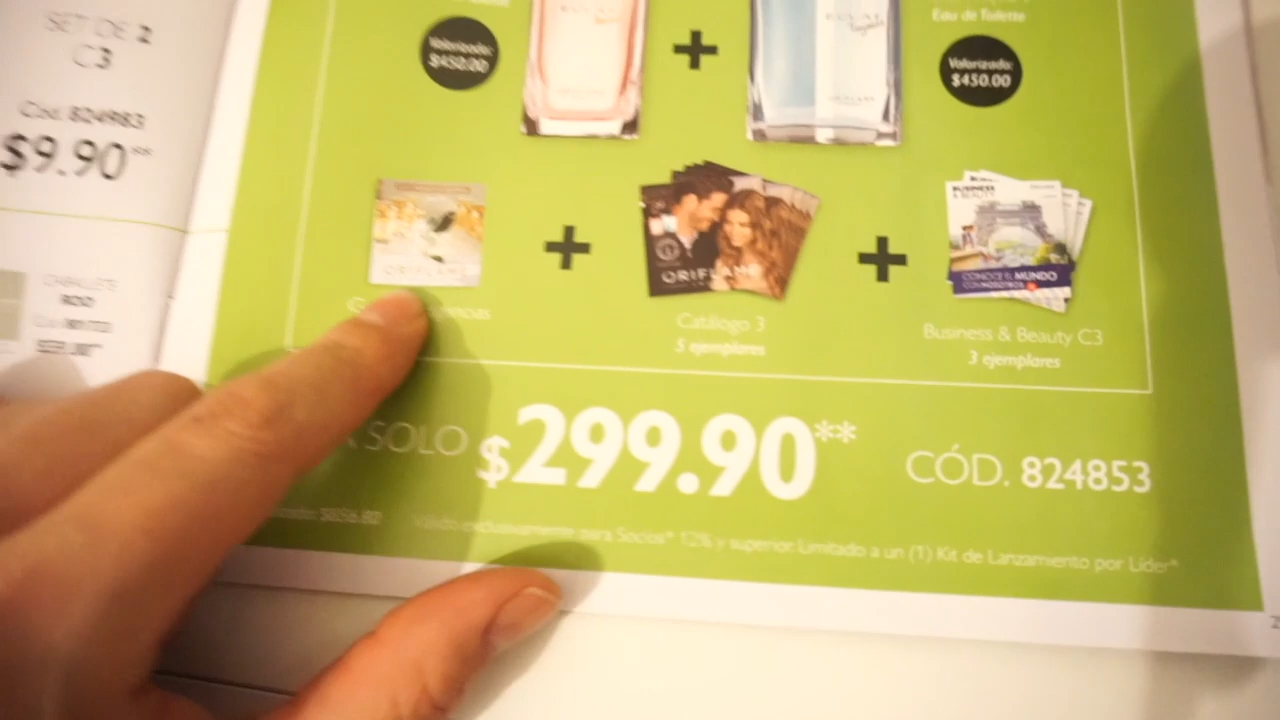 SET DE 2
C3
Cód. 824983
$9.90**
Eau de Toilette
ECLAT
ECLAT
Valorizado:
$450.00
Valorizado:
$450.00
ORIFLAME
ORIFLAME
BUSINESS
& BEAUTY
CONOCE EL MUNDO
CON NOSOTROS
Catálogo 3
5 ejemplares
Business & Beauty C3
3 ejemplares
SOLO $299.90** CÓD. 824853
Válido exclusivamente para Socios* 12% y superior. Limitado a un (1) Kit de Lanzamiento por Líder*